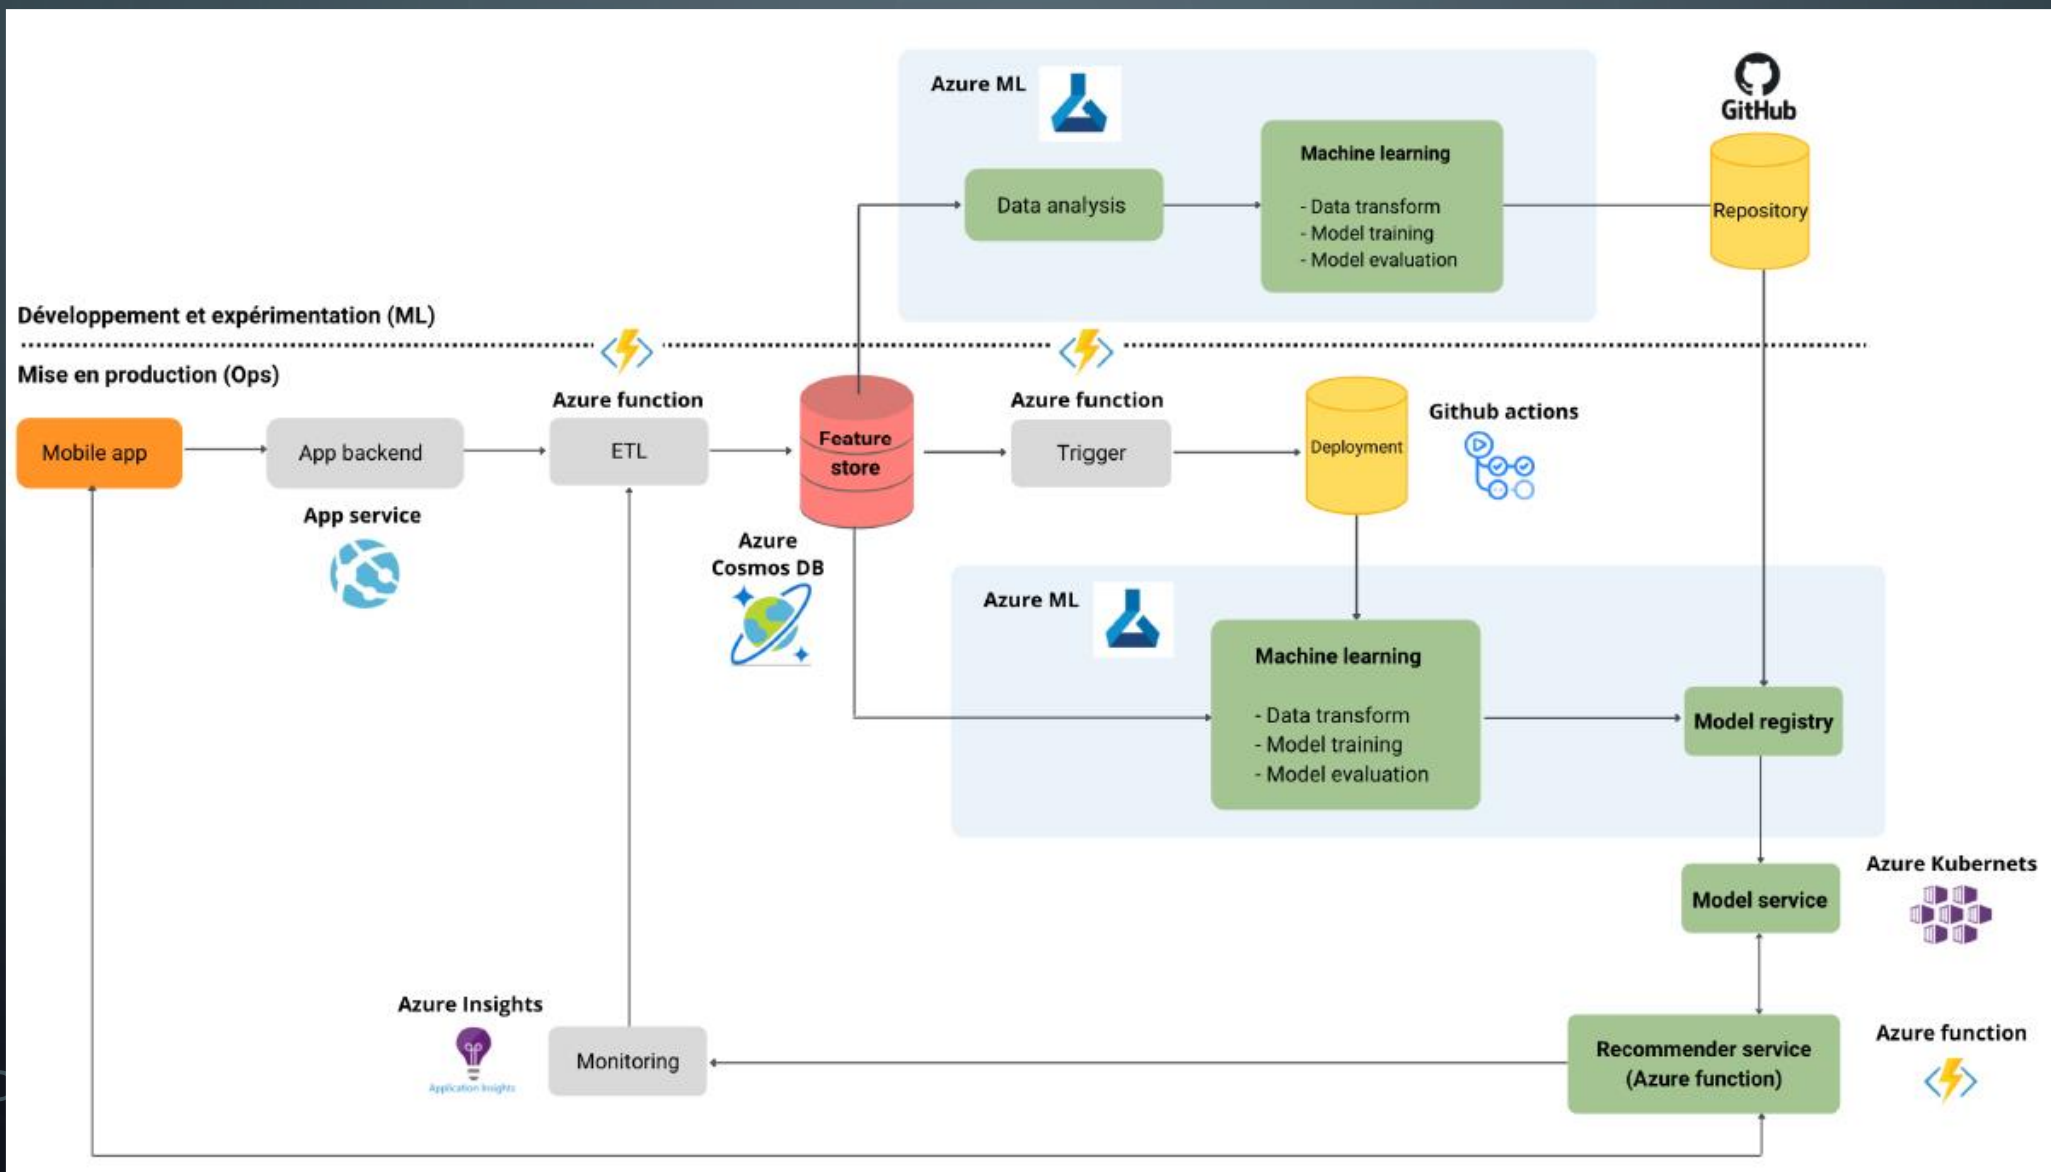 Azure ML
GitHub
Machine learning
- Data transform
- Model training
- Model evaluation
Data analysis
Repository
Développement et expérimentation (ML)
Mise en production (Ops)
Azure function
Azure function
Github actions
Mobile app
App backend
ETL
Feature
store
Trigger
Deployment
App service
Azure
Cosmos DB
Azure ML
Machine learning
- Data transform
- Model training
- Model evaluation
Model registry
Azure Kubernets
Model service
Azure Insights
Application Insights
Monitoring
Recommender service
(Azure function)
Azure function